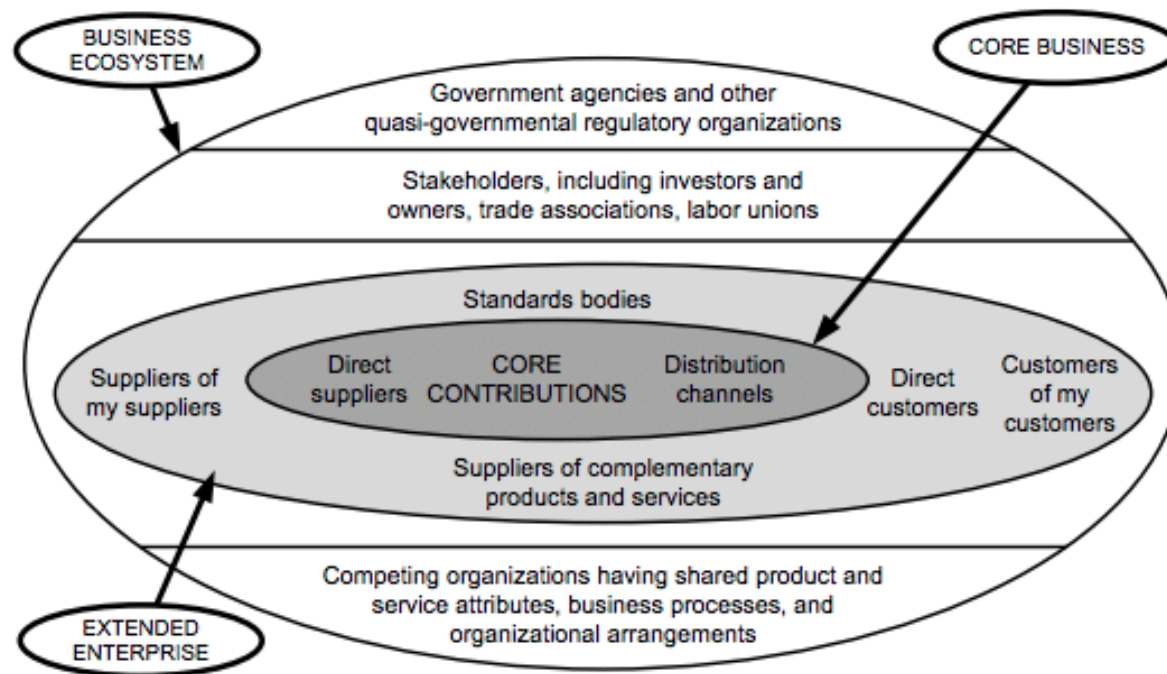 BUSINESS
ECOSYSTEM
CORE BUSINESS
Government agencies and other
quasi-governmental regulatory organizations
Stakeholders, including investors and
owners, trade associations, labor unions
Standards bodies
Suppliers of
my suppliers
Direct
suppliers
CORE
CONTRIBUTIONS
Distribution
channels
Direct
customers
Customers
of my
customers
Suppliers of complementary
products and services
Competing organizations having shared product and
service attributes, business processes, and
organizational arrangements
EXTENDED
ENTERPRISE